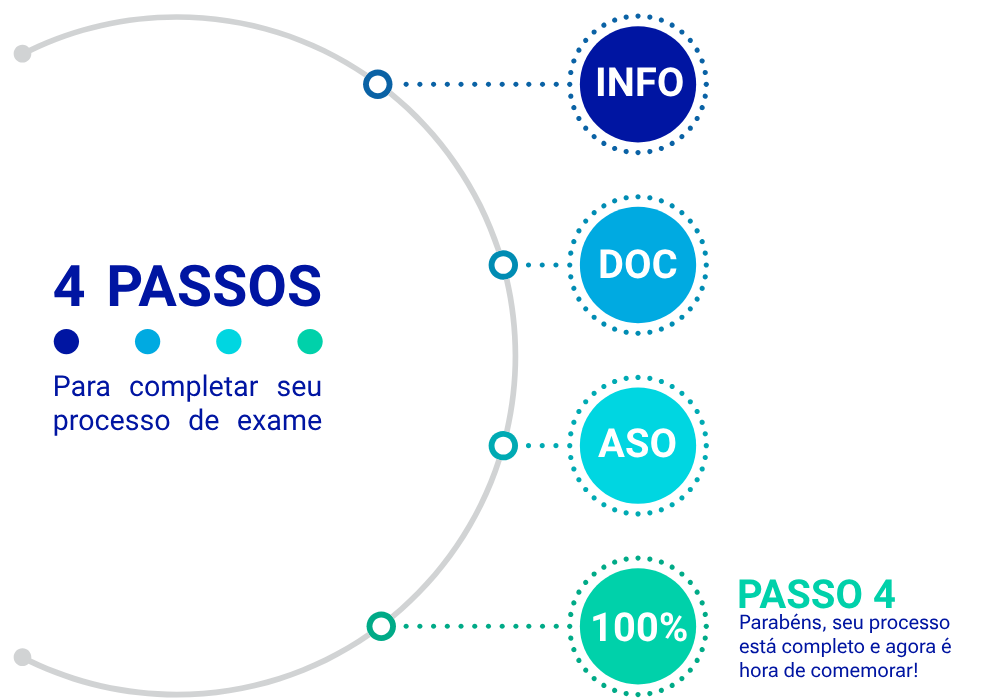 4 PASSOS
Para completar seu
processo de exame
INFO
DOC
ASO
100%
PASSO 4
Parabéns, seu processo
está completo e agora é
hora de comemorar!